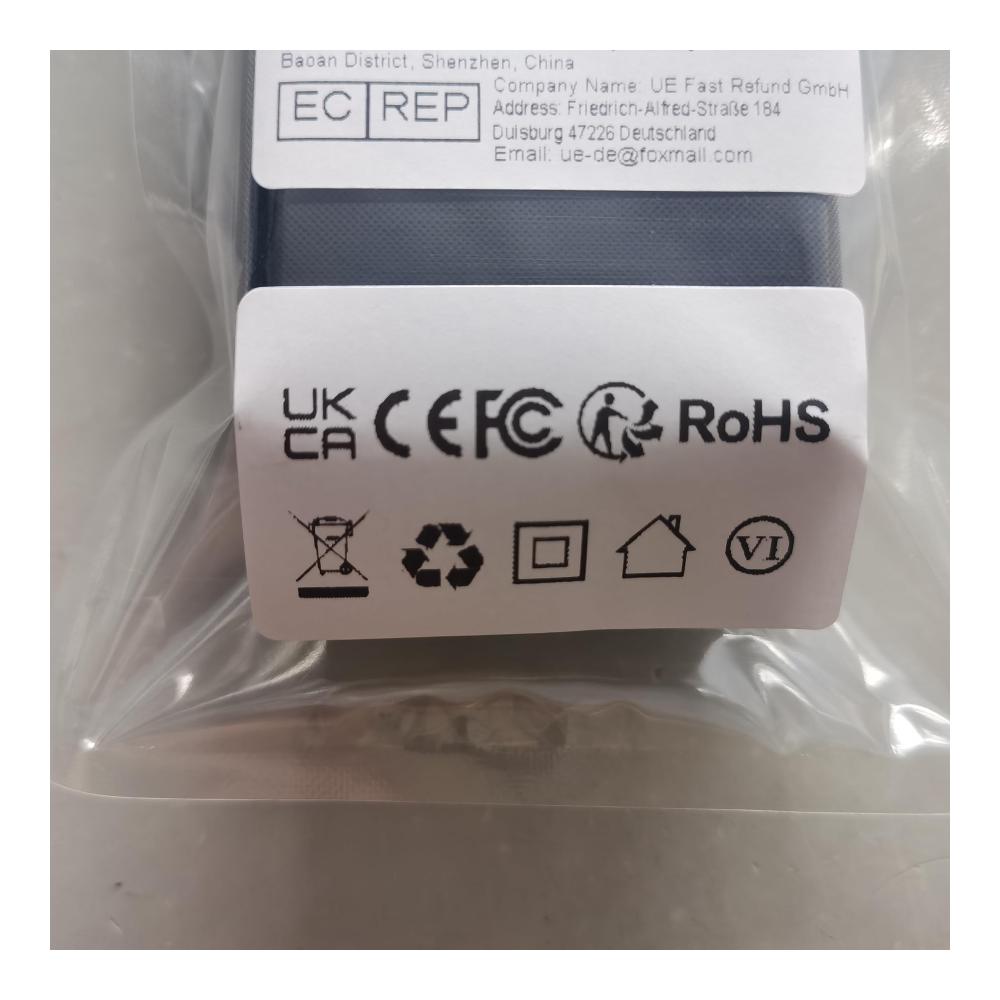 Baoan District, Shenzhen, China
EC REP
Company Name: UE Fast Refund GmbH
Address: Friedrich-Alfred-Straße 184
Duisburg 47226 Deutschland
Email: ue-de@foxmail.com
UK
CA CE FC RoHS
VI